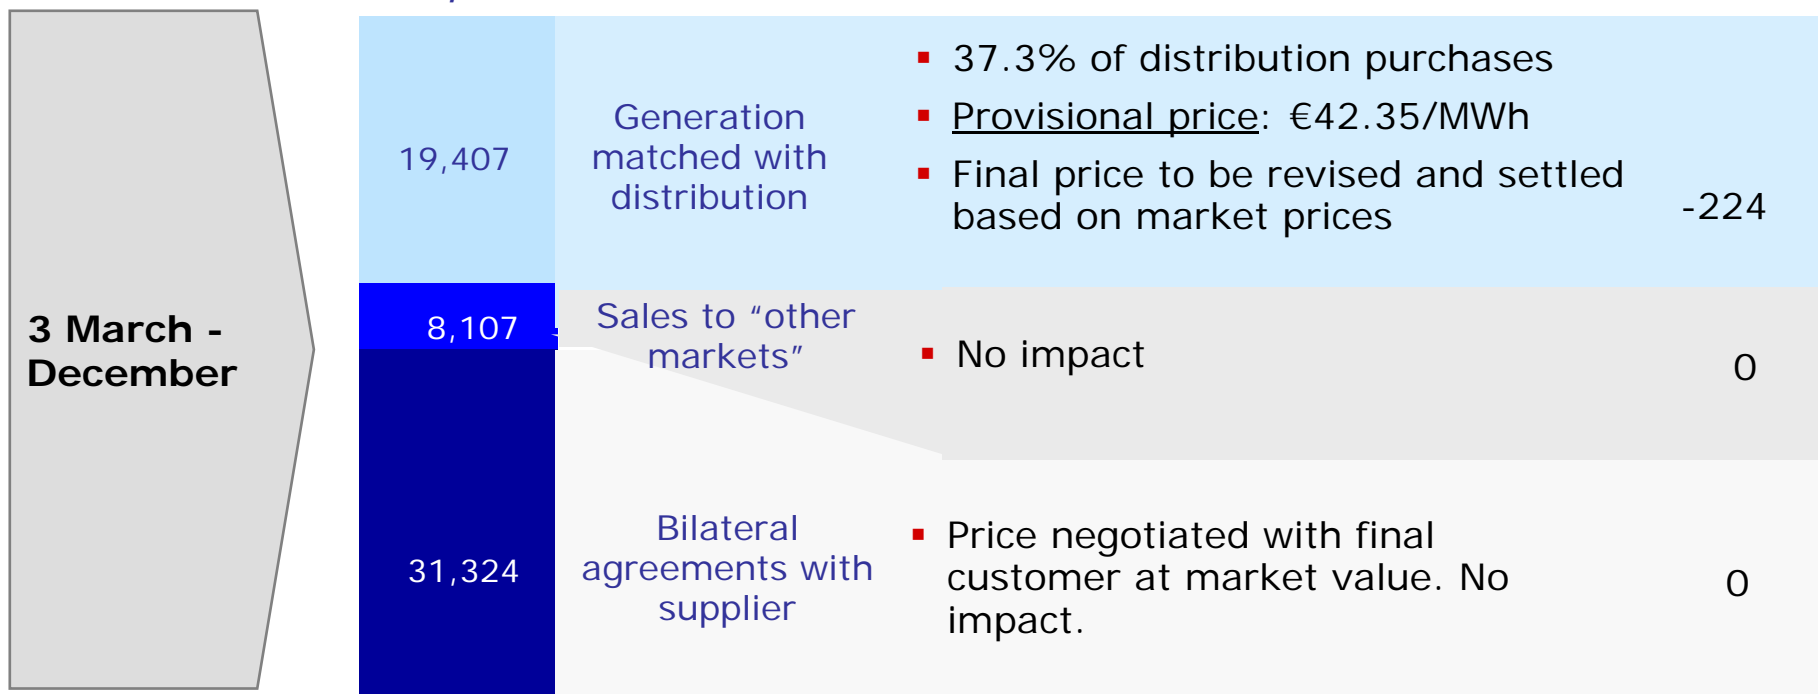 3 March -
December
19,407
Generation
matched with
distribution
▪ 37.3% of distribution purchases
▪ Provisional price: €42.35/MWh
▪ Final price to be revised and settled
based on market prices
-224
8,107
Sales to “other
markets”
▪ No impact
0
31,324
Bilateral
agreements with
supplier
▪ Price negotiated with final
customer at market value. No
impact.
0